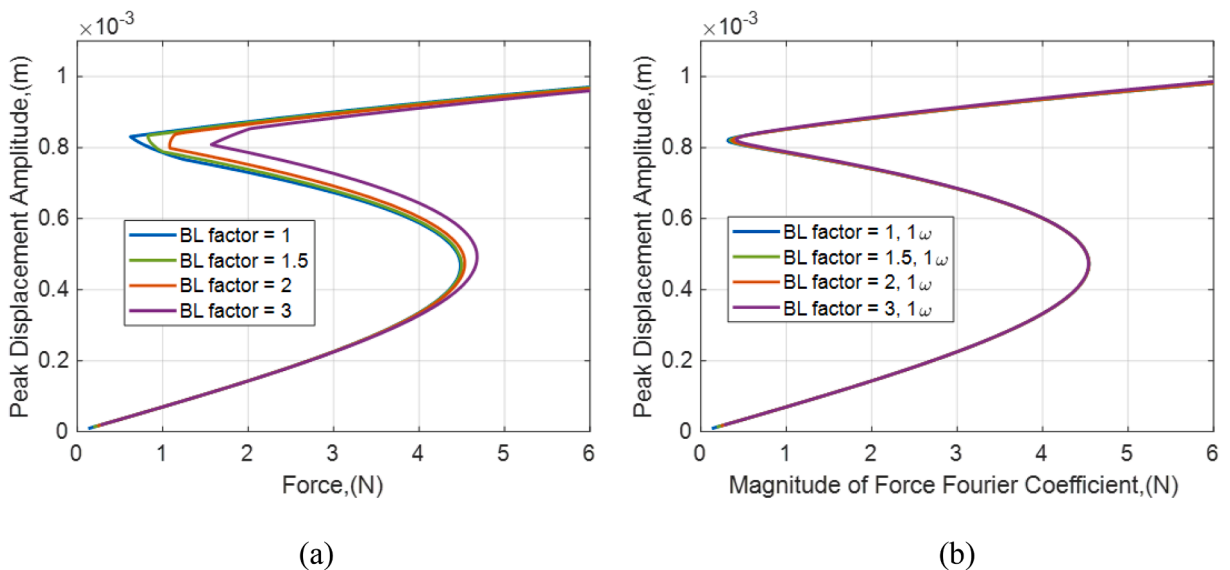 ×10⁻³
1
0.8
0.6
0.4
0.2
0
Peak Displacement Amplitude,(m)
BL factor = 1
BL factor = 1.5
BL factor = 2
BL factor = 3
0 1 2 3 4 5 6
Force,(N)
(a)
×10⁻³
1
0.8
0.6
0.4
0.2
0
Peak Displacement Amplitude,(m)
BL factor = 1, 1ω
BL factor = 1.5, 1ω
BL factor = 2, 1ω
BL factor = 3, 1ω
0 1 2 3 4 5 6
Magnitude of Force Fourier Coefficient,(N)
(b)